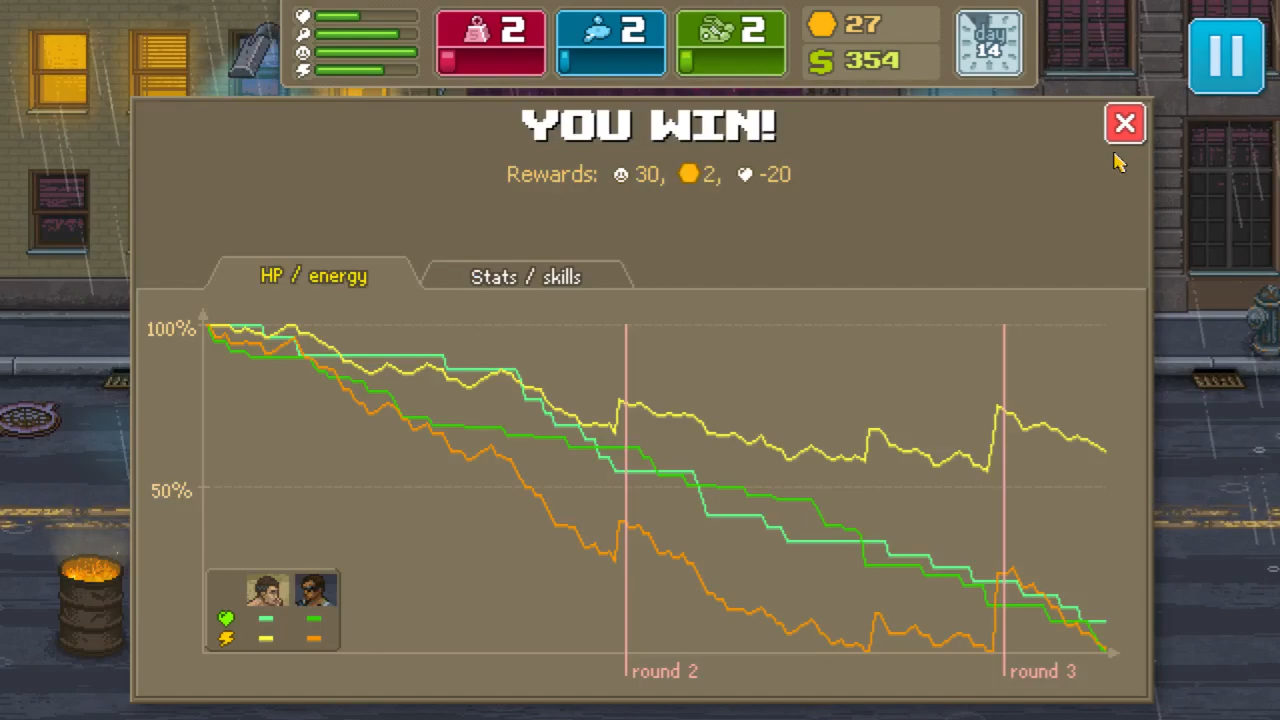 2
2
2
27
354
day
14
YOU WIN!
Rewards: 30, 2, -20
HP / energy
Stats / skills
100%
50%
round 2
round 3